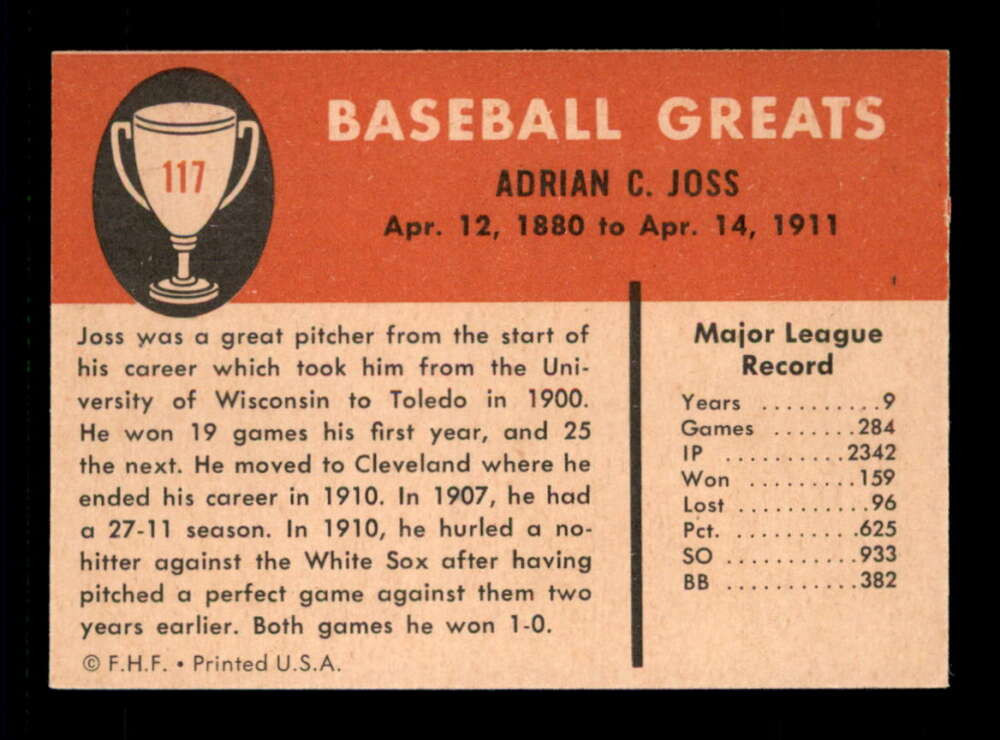 117
BASEBALL GREATS
ADRIAN C. JOSS
Apr. 12, 1880 to Apr. 14, 1911
Joss was a great pitcher from the start of
his career which took him from the Uni-
versity of Wisconsin to Toledo in 1900.
He won 19 games his first year, and 25
the next. He moved to Cleveland where he
ended his career in 1910. In 1907, he had
a 27-11 season. In 1910, he hurled a no-
hitter against the White Sox after having
pitched a perfect game against them two
years earlier. Both games he won 1-0.
© F.H.F. • Printed U.S.A.
Major League
Record
Years ..........9
Games .......284
IP ..........2342
Won .........159
Lost ...........96
Pct. ..........625
SO ...........933
BB ...........382